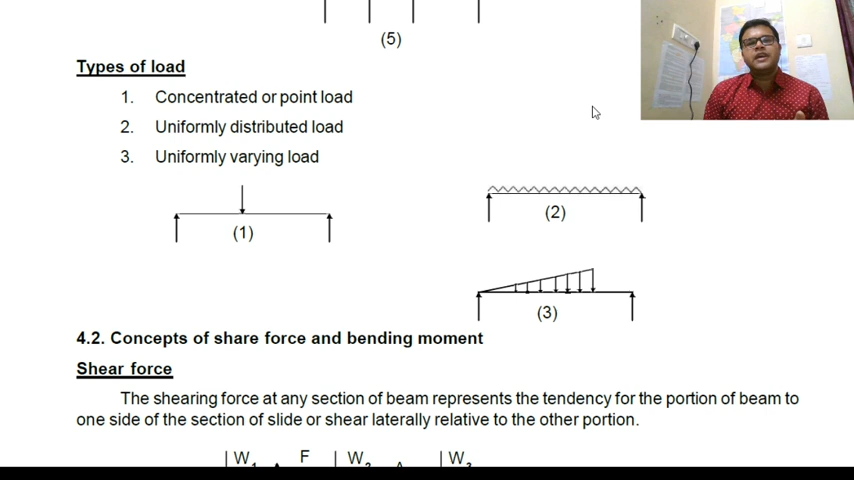 (5)
Types of load
1. Concentrated or point load
2. Uniformly distributed load
3. Uniformly varying load
(1)
(2)
(3)
4.2. Concepts of share force and bending moment
Shear force
The shearing force at any section of beam represents the tendency for the portion of beam to
one side of the section of slide or shear laterally relative to the other portion.
W1 F W2 W3